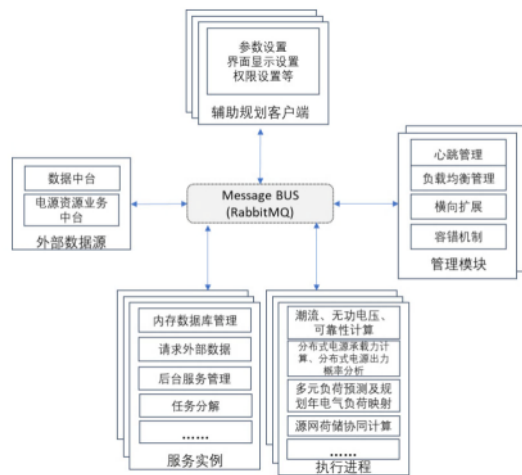 参数设置
界面显示设置
权限设置等
辅助规划客户端
数据中台
电源资源业务
中台
外部数据源
Message BUS
(RabbitMQ)
心跳管理
负载均衡管理
横向扩展
容错机制
管理模块
内存数据库管理
请求外部数据
后台服务管理
任务分解
......
服务实例
潮流、无功电压、
可靠性计算
分布式电源承载力计
算、分布式电源出力
概率分析
多元负荷预测及规
划年电气负荷映射
源网荷储协同计算
......
执行进程